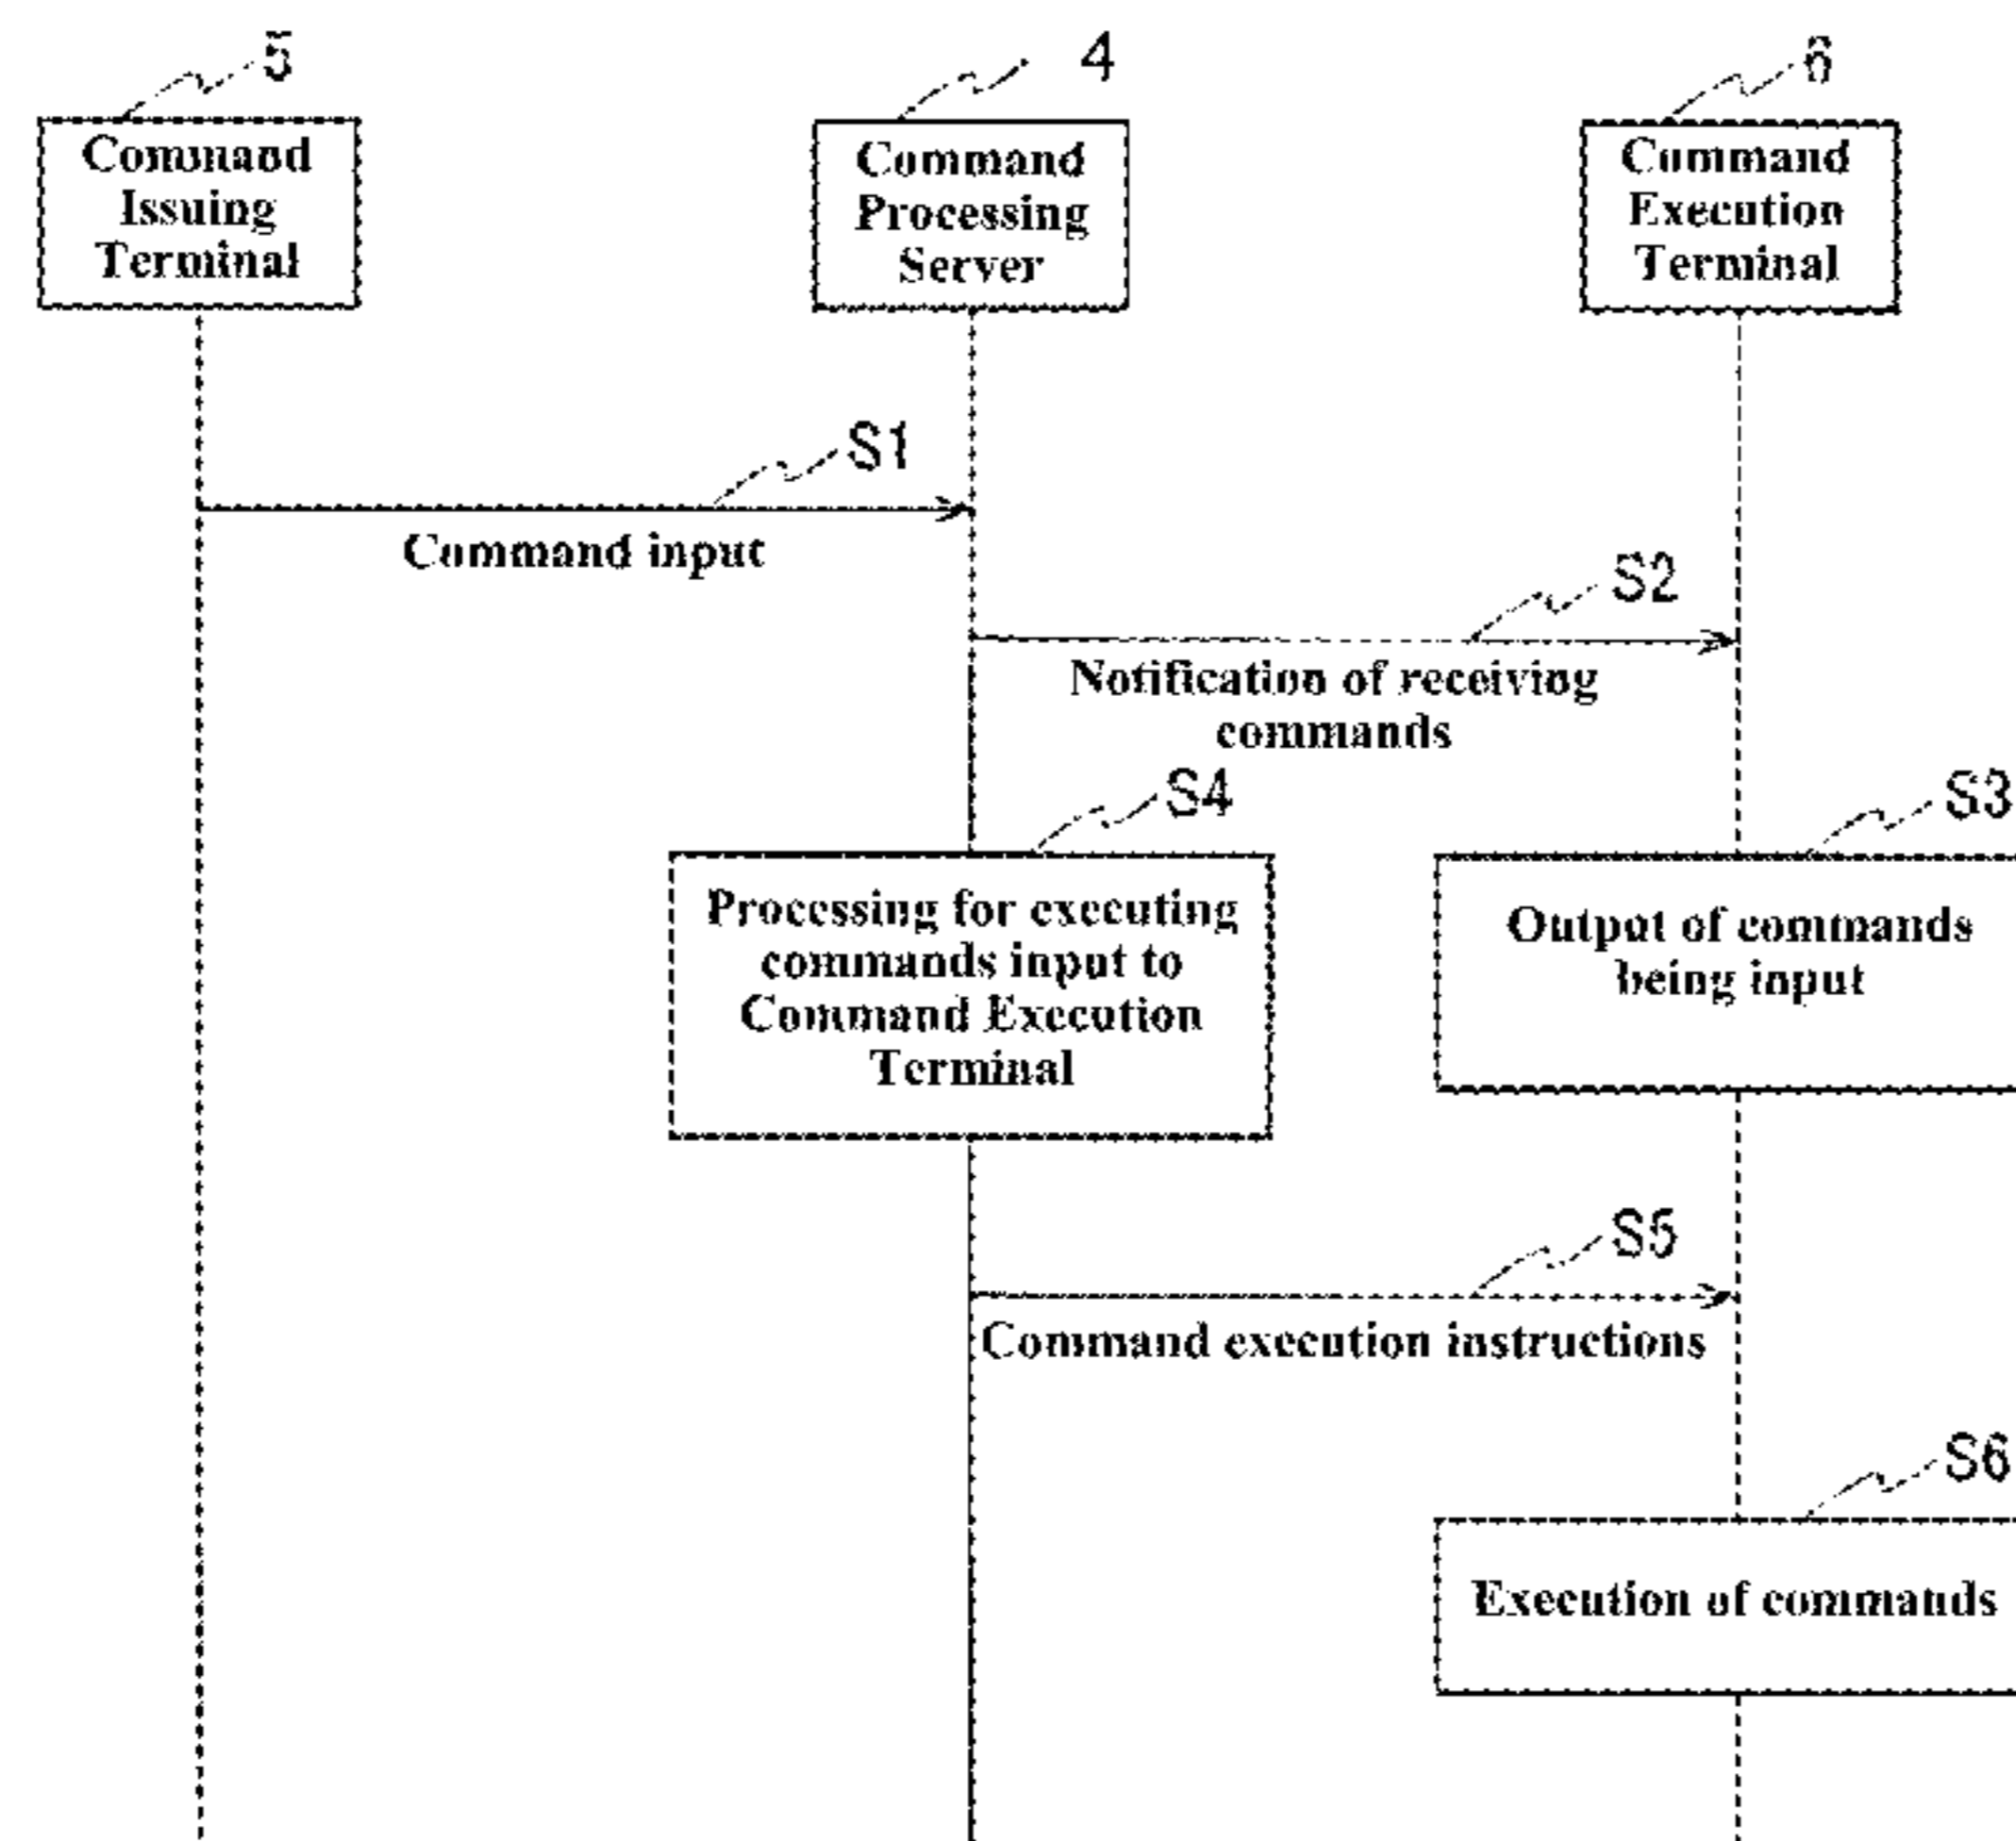 5
4
6
Command
Issuing
Terminal
Command
Processing
Server
Command
Execution
Terminal
S1
Command input
S2
Notification of receiving
commands
S4
S3
Processing for executing
commands input to
Command Execution
Terminal
Output of commands
being input
S5
Command execution instructions
S6
Execution of commands